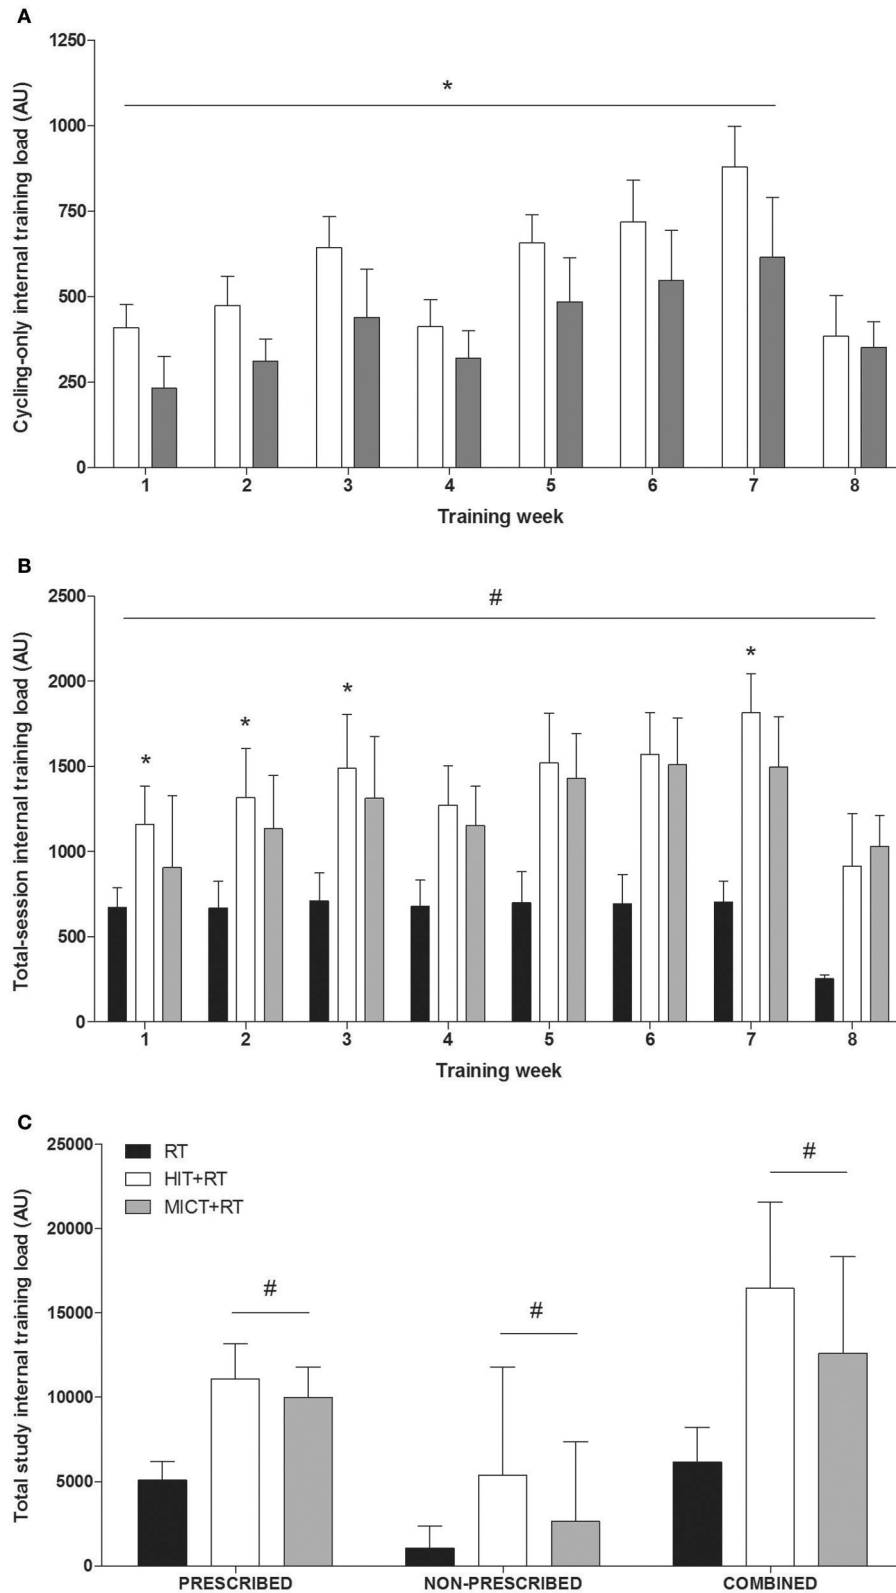 A
Cycling-only internal training load (AU)
1250
1000
750
500
250
0
*
1 2 3 4 5 6 7 8
Training week
B
Total-session internal training load (AU)
2500
2000
1500
1000
500
0
#
* * * *
1 2 3 4 5 6 7 8
Training week
C
Total study internal training load (AU)
25000
20000
15000
10000
5000
0
RT
HIT+RT
MICT+RT
# # #
PRESCRIBED NON-PRESCRIBED COMBINED